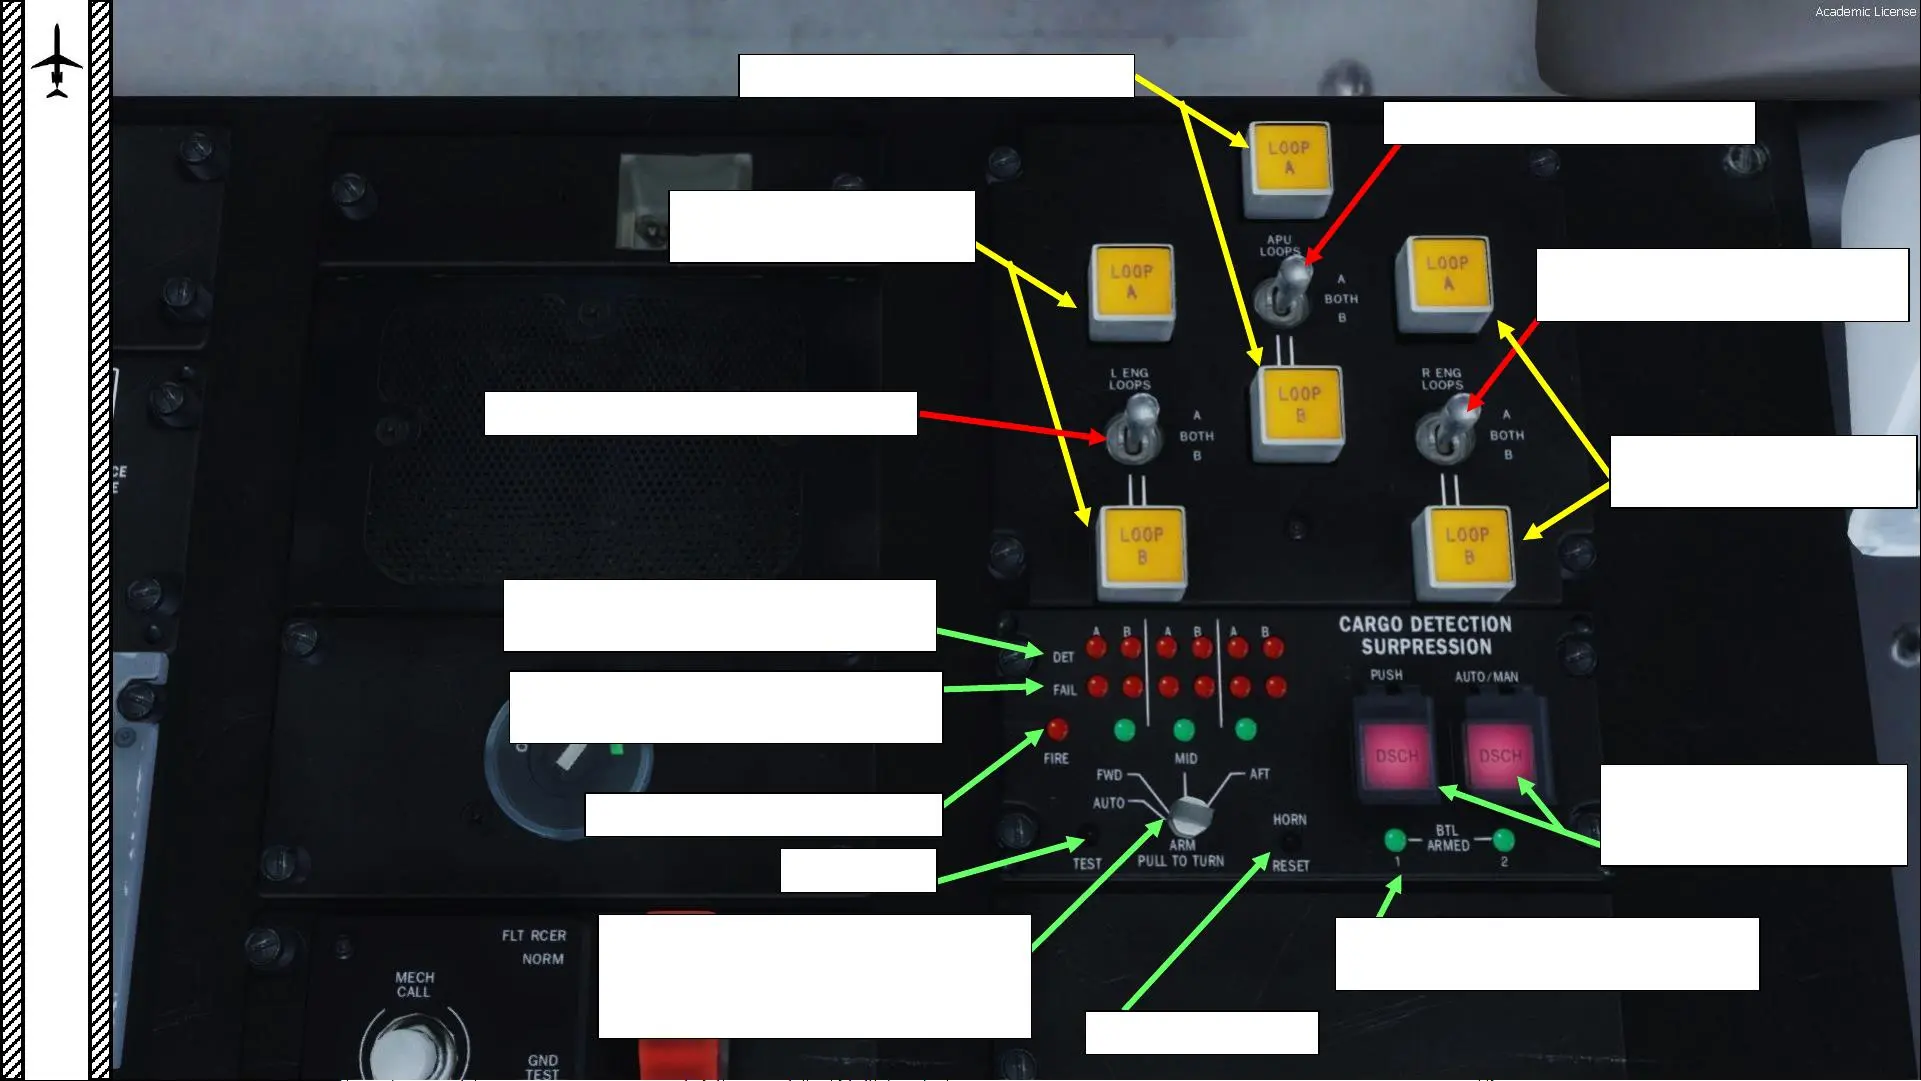 Academic License
LOOP
A
APU
LOOPS
A
BOTH
B
LOOP
A
LOOP
A
L ENG
LOOPS
A
BOTH
B
LOOP
B
R ENG
LOOPS
A
BOTH
B
LOOP
B
LOOP
B
CE
E
A B A B A B
DET
FAIL
FIRE
MID
FWD
AFT
AUTO
ARM
PULL TO TURN
TEST
HORN
RESET
CARGO DETECTION
SURPRESSION
PUSH
AUTO/MAN
DSCH
DSCH
BTL
ARMED
1
2
FLT RCER
NORM
MECH
CALL
GND
TEST